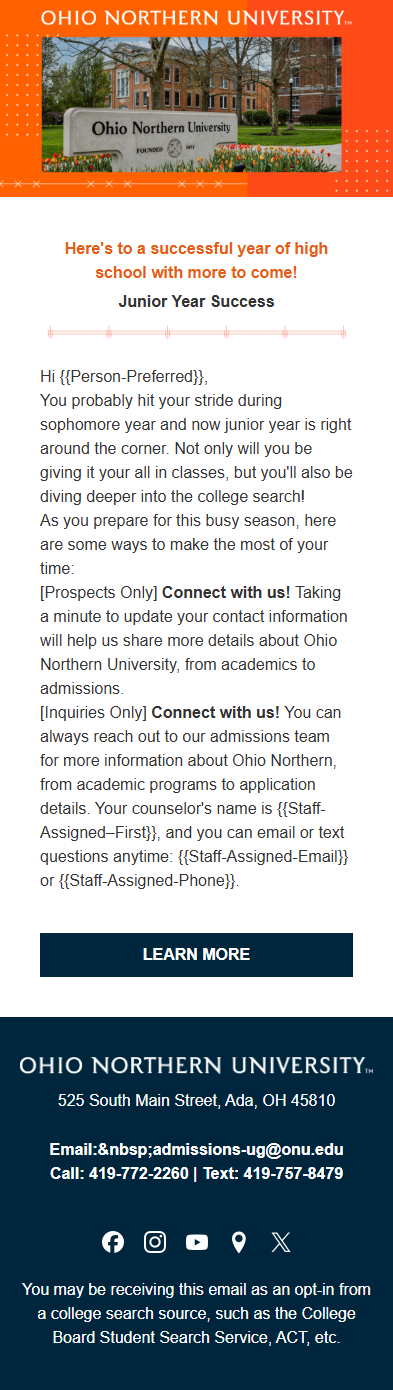 OHIO NORTHERN UNIVERSITY™
Ohio Northern University
FOUNDED 1871
Here's to a successful year of high
school with more to come!
Junior Year Success
Hi {{Person-Preferred}},
You probably hit your stride during
sophomore year and now junior year is right
around the corner. Not only will you be
giving it your all in classes, but you'll also be
diving deeper into the college search!
As you prepare for this busy season, here
are some ways to make the most of your
time:
[Prospects Only] Connect with us! Taking
a minute to update your contact information
will help us share more details about Ohio
Northern University, from academics to
admissions.
[Inquiries Only] Connect with us! You can
always reach out to our admissions team
for more information about Ohio Northern,
from academic programs to application
details. Your counselor's name is {{Staff-
Assigned–First}}, and you can email or text
questions anytime: {{Staff-Assigned-Email}}
or {{Staff-Assigned-Phone}}.
LEARN MORE
OHIO NORTHERN UNIVERSITY™
525 South Main Street, Ada, OH 45810
Email:&nbsp;admissions-ug@onu.edu
Call: 419-772-2260 | Text: 419-757-8479
You may be receiving this email as an opt-in from
a college search source, such as the College
Board Student Search Service, ACT, etc.